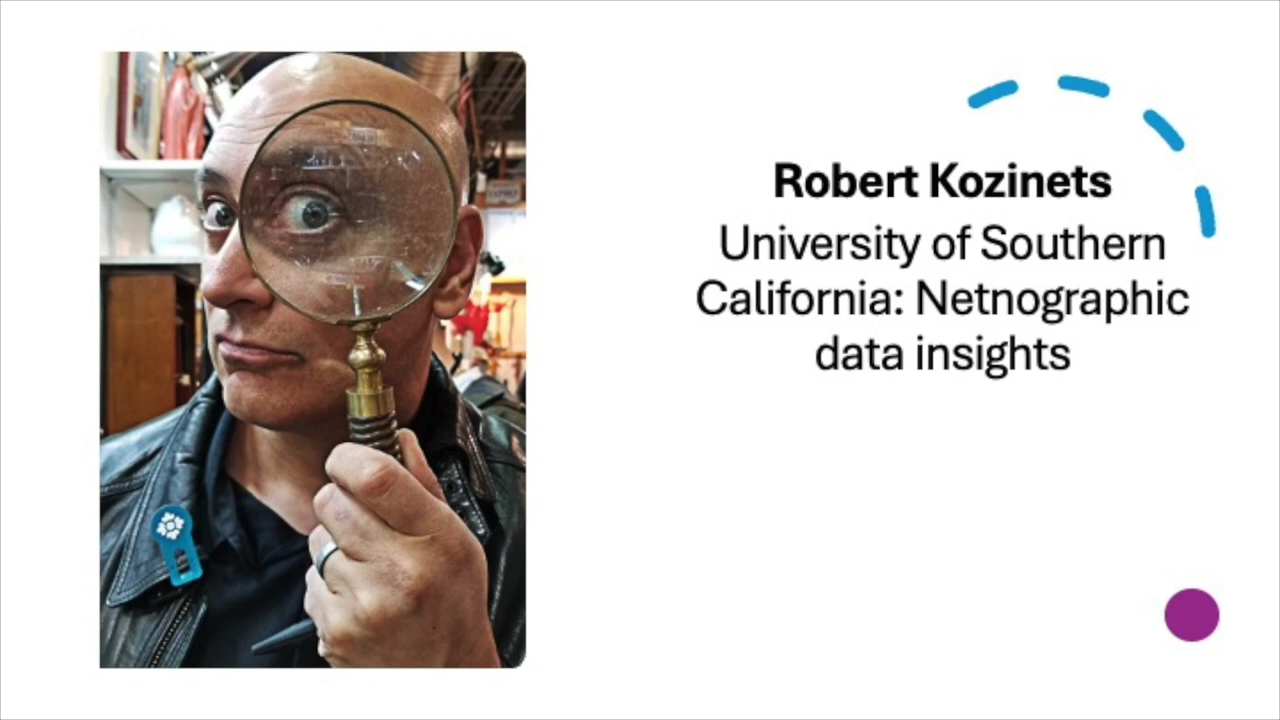 Robert Kozinets
University of Southern
California: Netnographic
data insights